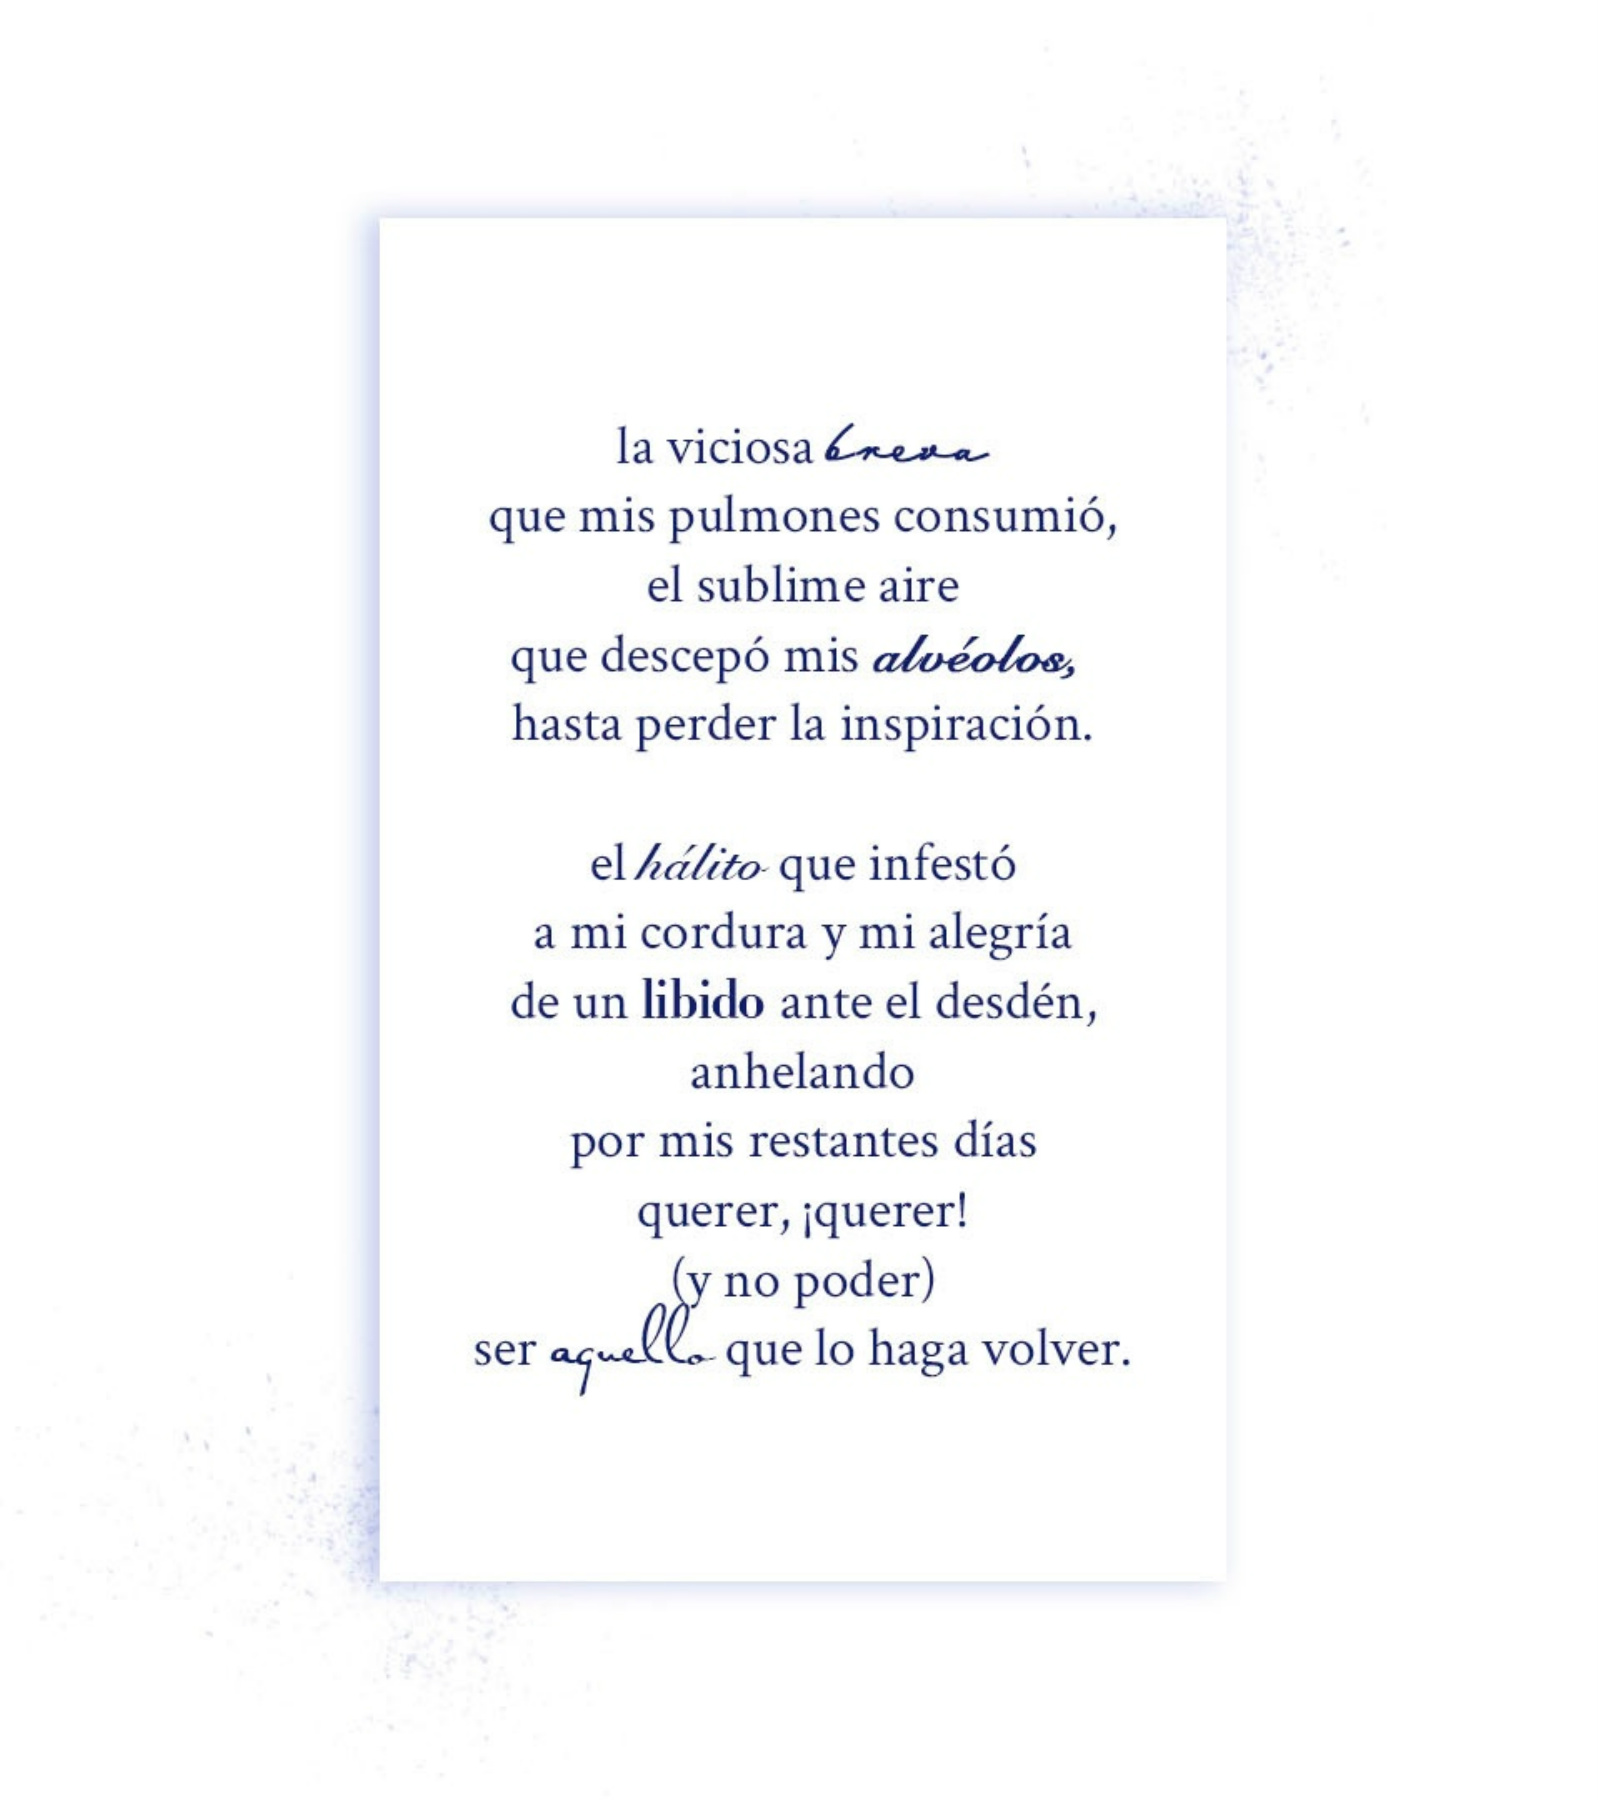 la viciosa breva
que mis pulmones consumió,
el sublime aire
que descepó mis alvéolos,
hasta perder la inspiración.
el hálito que infestó
a mi cordura y mi alegría
de un libido ante el desdén,
anhelando
por mis restantes días
querer, ¡querer!
(y no poder)
ser aquello que lo haga volver.